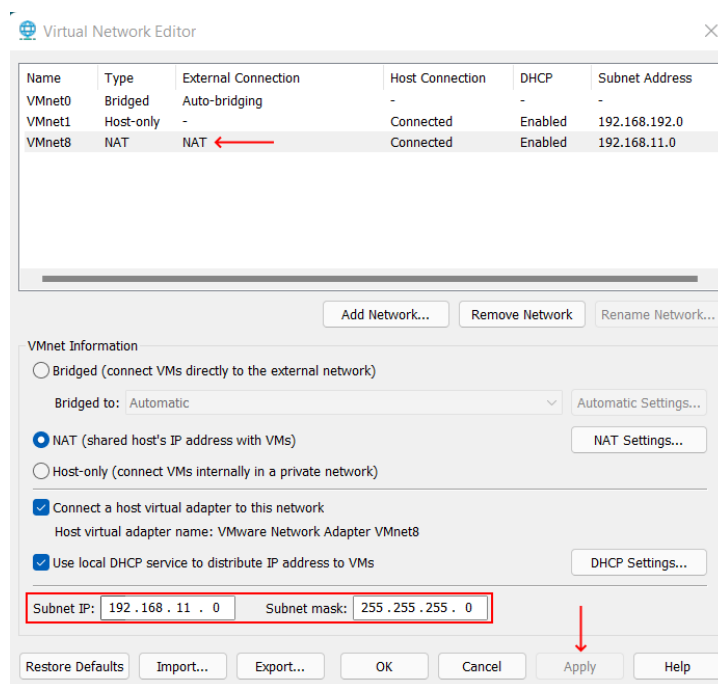 Virtual Network Editor
Name Type External Connection Host Connection DHCP Subnet Address
VMnet0 Bridged Auto-bridging - - -
VMnet1 Host-only - Connected Enabled 192.168.192.0
VMnet8 NAT NAT Connected Enabled 192.168.11.0
Add Network... Remove Network Rename Network...
VMnet Information
Bridged (connect VMs directly to the external network)
Bridged to: Automatic Automatic Settings...
NAT (shared host's IP address with VMs) NAT Settings...
Host-only (connect VMs internally in a private network)
Connect a host virtual adapter to this network
Host virtual adapter name: VMware Network Adapter VMnet8
Use local DHCP service to distribute IP address to VMs DHCP Settings...
Subnet IP: 192 . 168 . 11 . 0 Subnet mask: 255 . 255 . 255 . 0
Restore Defaults Import... Export... OK Cancel Apply Help